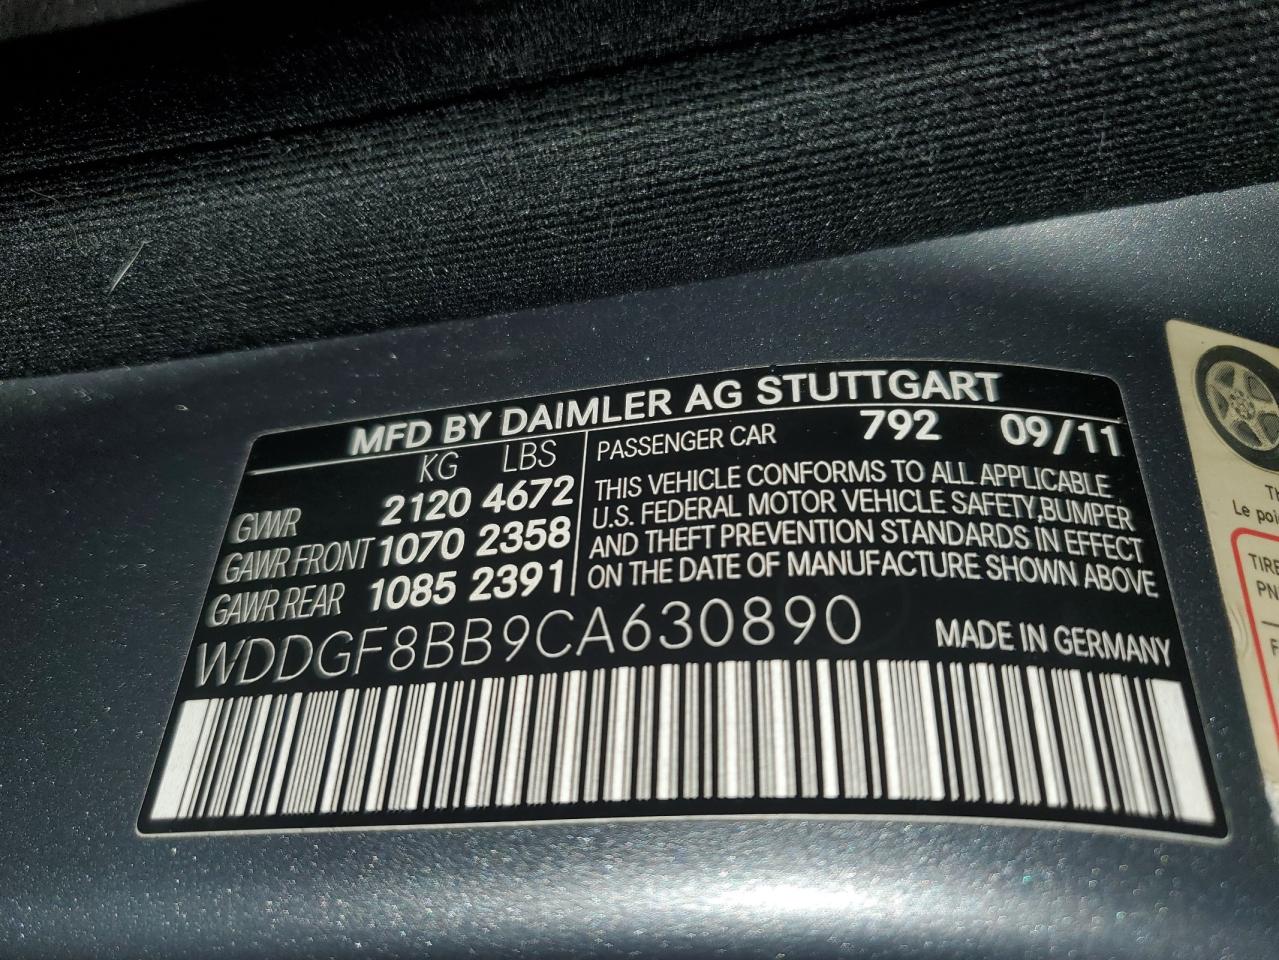 MFD BY DAIMLER AG STUTTGART
KG LBS
GVWR 2120 4672
GAWR FRONT 1070 2358
GAWR REAR 1085 2391
PASSENGER CAR 792 09/11
THIS VEHICLE CONFORMS TO ALL APPLICABLE
U.S. FEDERAL MOTOR VEHICLE SAFETY,BUMPER
AND THEFT PREVENTION STANDARDS IN EFFECT
ON THE DATE OF MANUFACTURE SHOWN ABOVE
WDDGF8BB9CA630890
MADE IN GERMANY
Le
TIRE